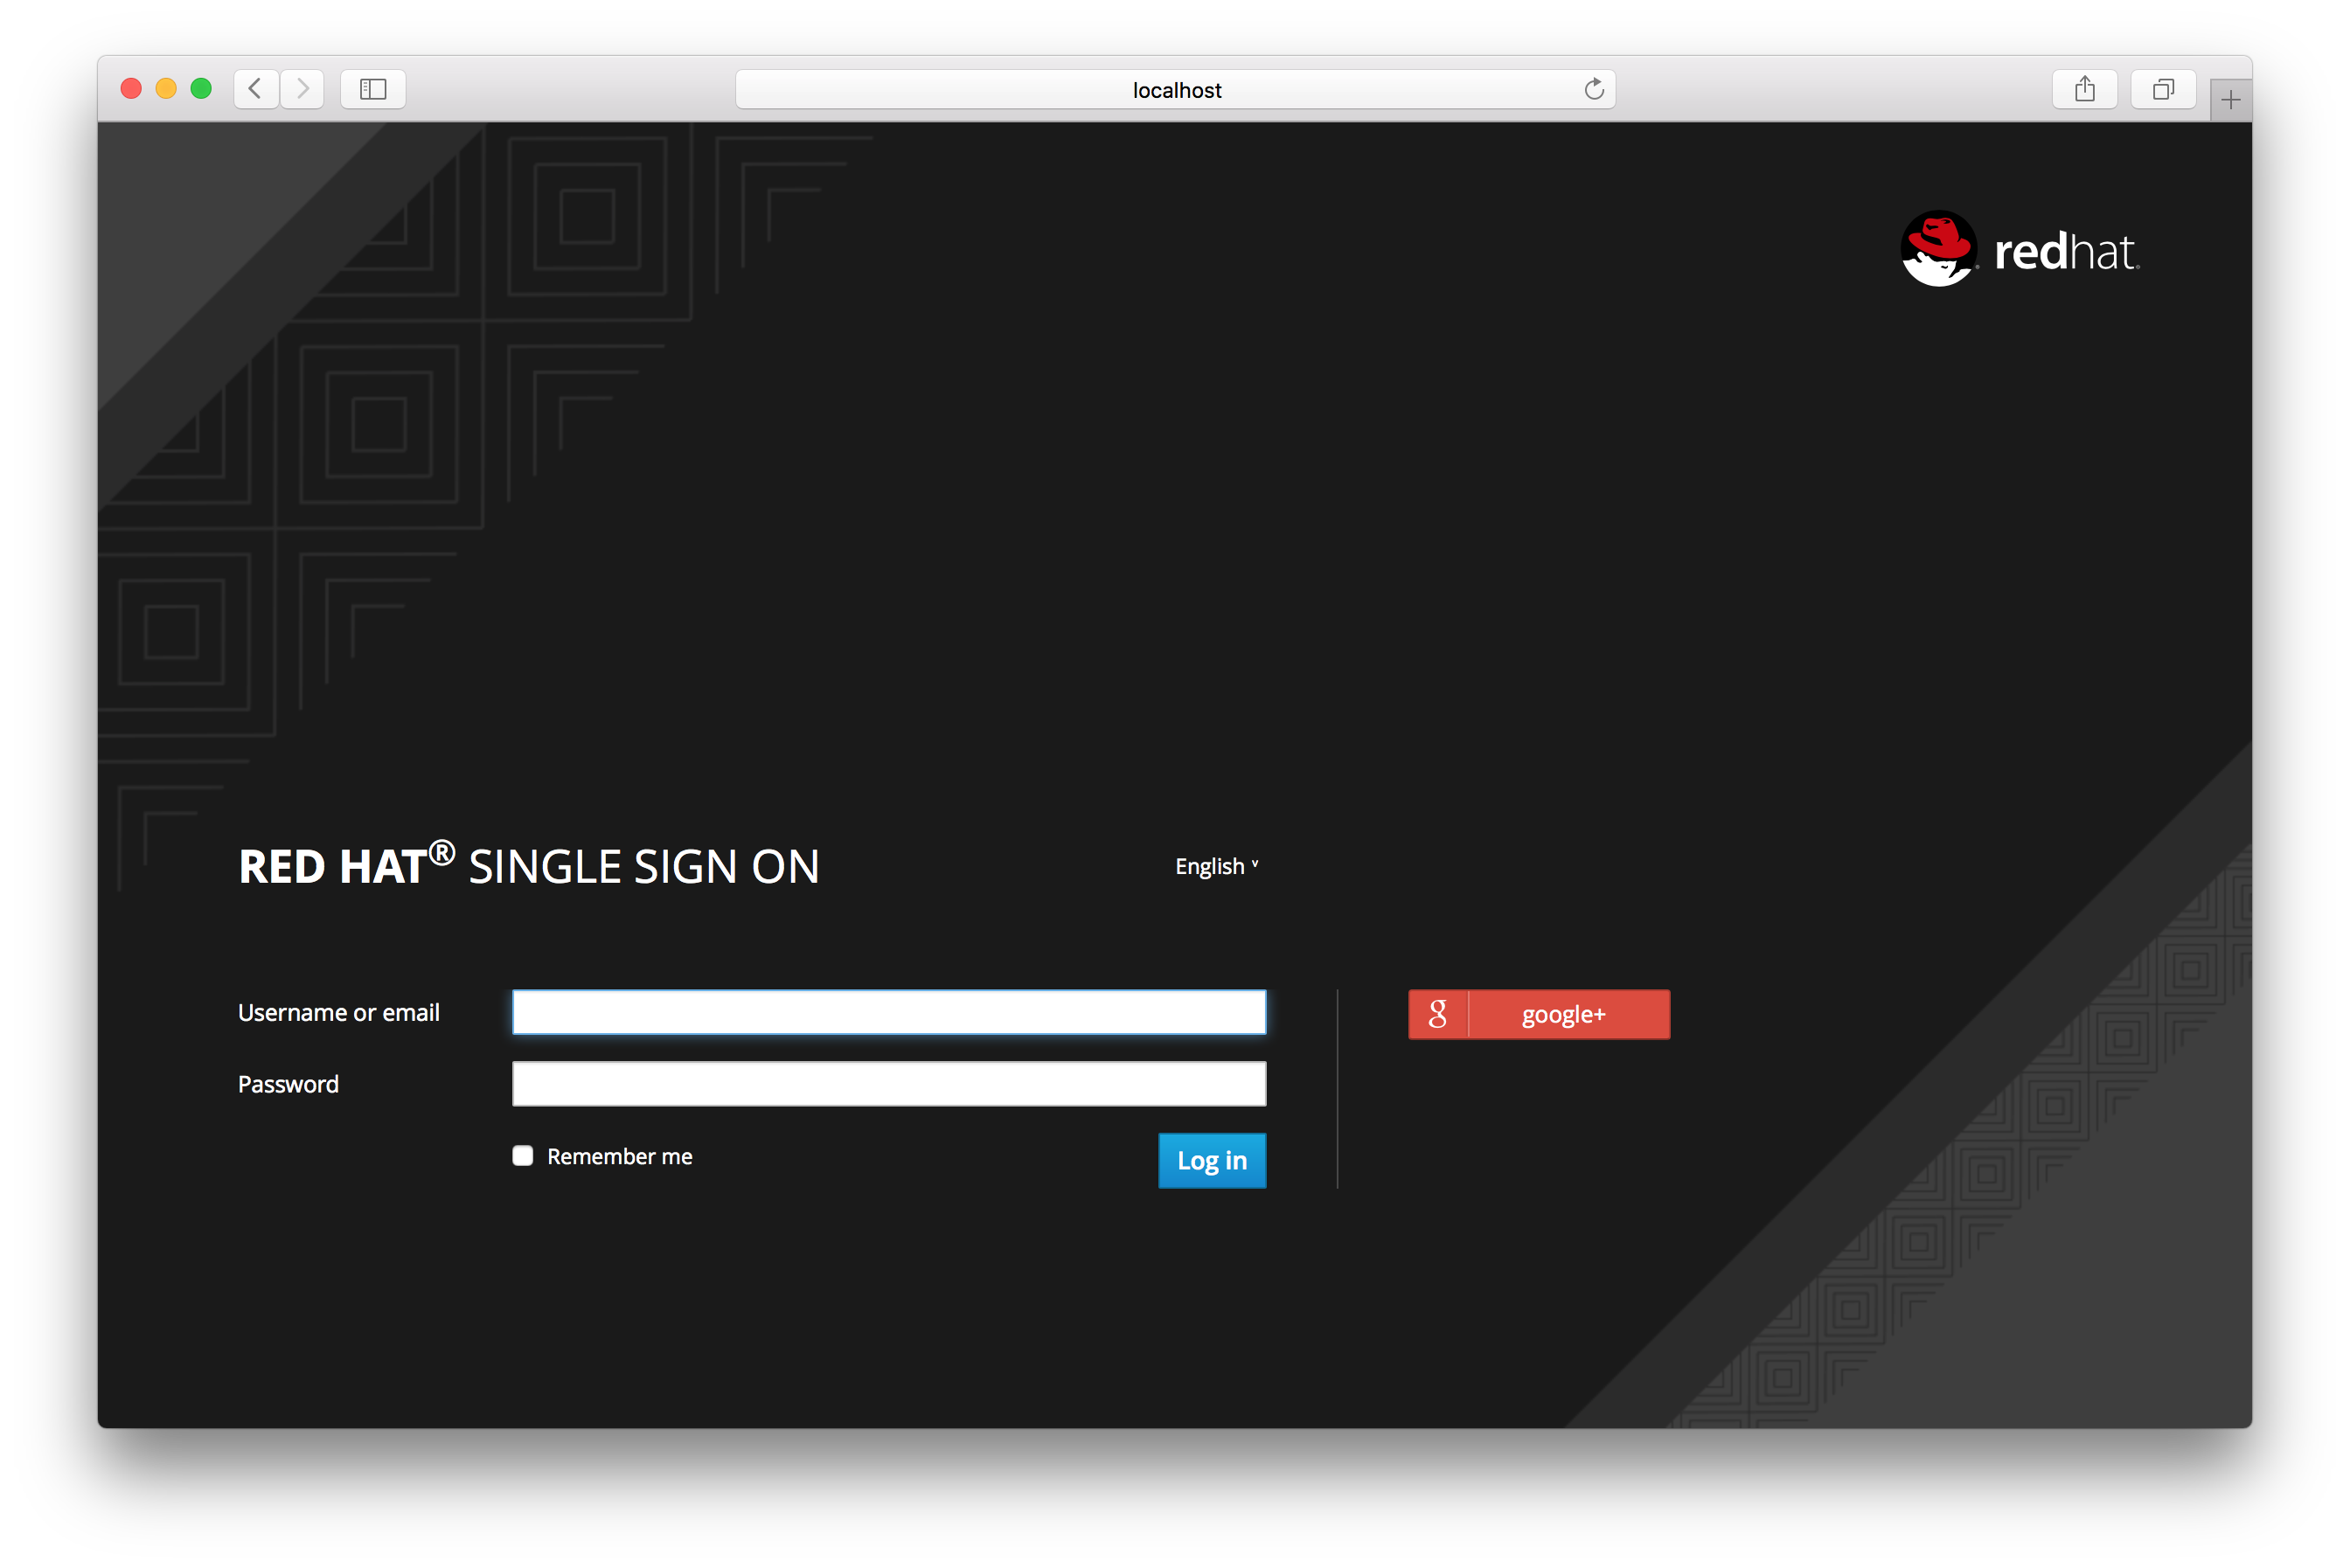 localhost
redhat.
RED HAT® SINGLE SIGN ON
English
Username or email
Password
Remember me
Log in
g google+